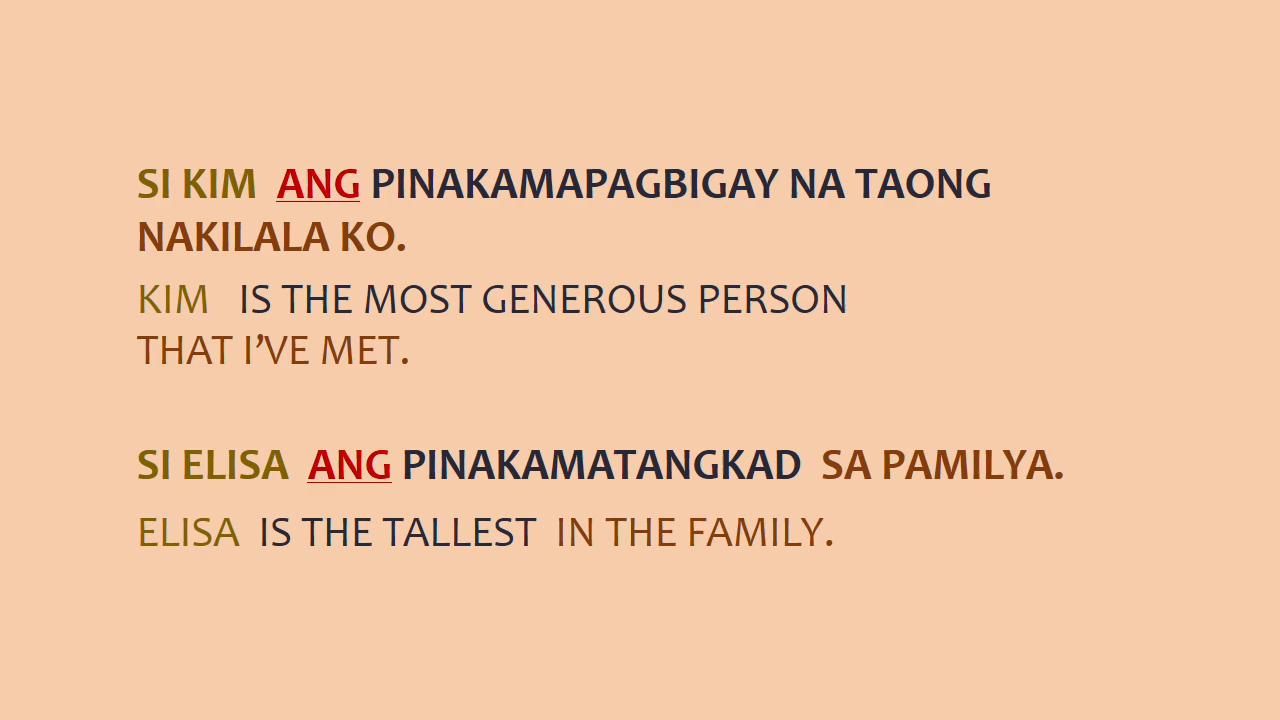 SI KIM ANG PINAKAMAPAGBIGAY NA TAONG
NAKILALA KO.
KIM IS THE MOST GENEROUS PERSON
THAT I’VE MET.
SI ELISA ANG PINAKAMATANGKAD SA PAMILYA.
ELISA IS THE TALLEST IN THE FAMILY.